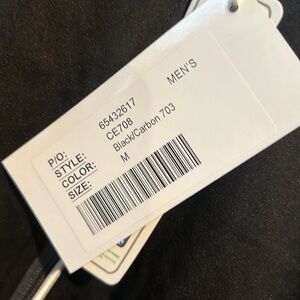 P/O: 65432617
STYLE: CE708 MEN'S
COLOR: Black/Carbon 703
SIZE: M